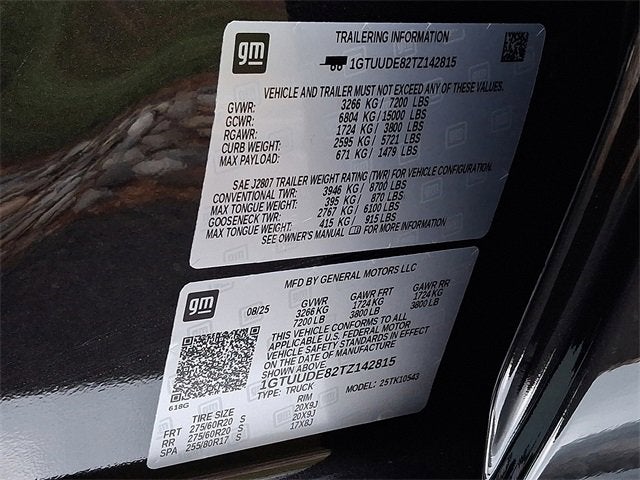 gm
TRAILERING INFORMATION
1GTUUDE82TZ142815
VEHICLE AND TRAILER MUST NOT EXCEED ANY OF THESE VALUES.
GVWR: 3266 KG / 7200 LBS
GCWR: 6804 KG / 15000 LBS
RGAWR: 1724 KG / 3800 LBS
CURB WEIGHT: 2595 KG / 5721 LBS
MAX PAYLOAD: 671 KG / 1479 LBS
SAE J2807 TRAILER WEIGHT RATING (TWR) FOR VEHICLE CONFIGURATION.
CONVENTIONAL TWR: 3946 KG / 8700 LBS
MAX TONGUE WEIGHT: 395 KG / 870 LBS
GOOSENECK TWR: 2767 KG / 6100 LBS
MAX TONGUE WEIGHT: 415 KG / 915 LBS
SEE OWNER'S MANUAL gm FOR MORE INFORMATION
gm
MFD BY GENERAL MOTORS LLC
08/25 GVWR GAWR FRT GAWR RR
3266 KG 1724 KG 1724 KG
7200 LB 3800 LB 3800 LB
THIS VEHICLE CONFORMS TO ALL
APPLICABLE U.S. FEDERAL MOTOR
VEHICLE SAFETY STANDARDS IN EFFECT
ON THE DATE OF MANUFACTURE
1GTUUDE82TZ142815
618G TYPE: TRUCK MODEL: 25TK10543
TIRE SIZE RIM
FRT 275/60R20 S 20X9J
RR 275/60R20 S 20X9J
SPA 255/80R17 S 17X8J